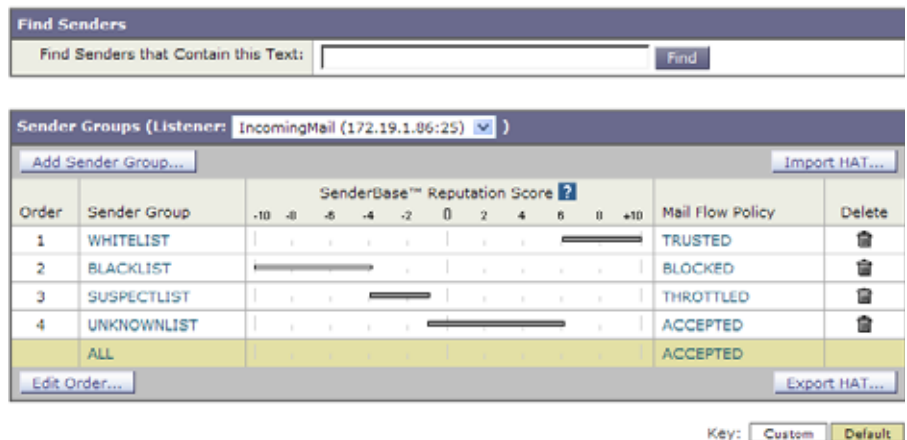 Find Senders
Find Senders that Contain this Text:
Find
Sender Groups (Listener: IncomingMail (172.19.1.86:25) )
Add Sender Group...
Import HAT...
SenderBase™ Reputation Score ?
Order Sender Group -10 -8 -6 -4 -2 0 2 4 6 8 +10 Mail Flow Policy Delete
1 WHITELIST TRUSTED
2 BLACKLIST BLOCKED
3 SUSPECTLIST THROTTLED
4 UNKNOWNLIST ACCEPTED
ALL ACCEPTED
Edit Order...
Export HAT...
Key: Custom Default